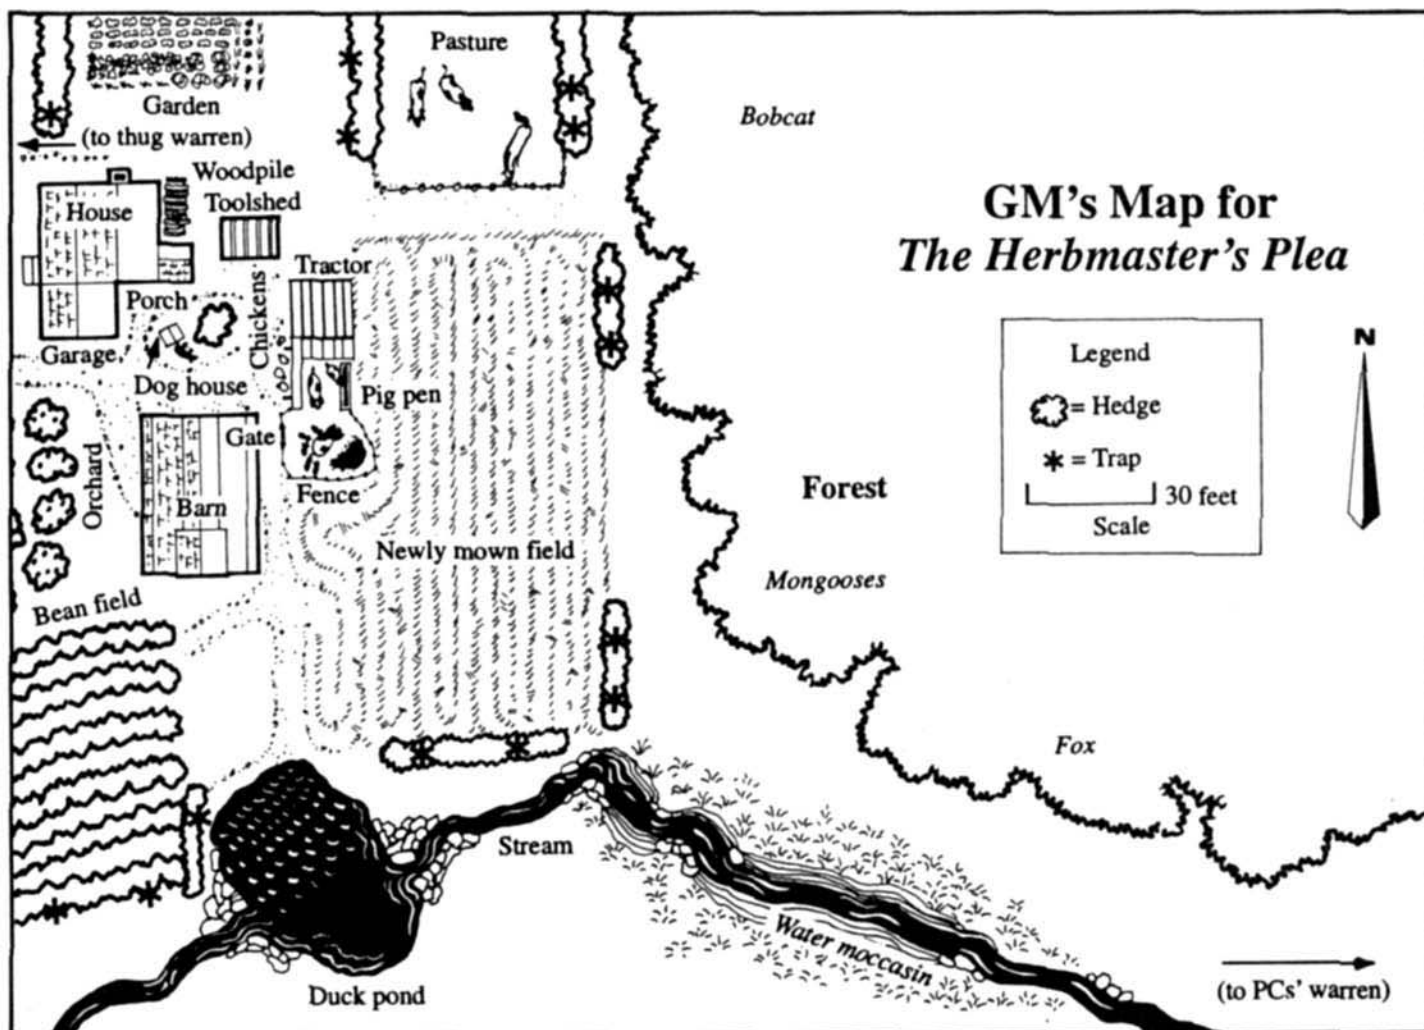 Pasture
Bobcat
Garden
(to thug warren)
Woodpile
House
Toolshed
GM's Map for
The Herbmaster's Plea
Tractor
Chickens
Porch
Garage
Dog house
Pig pen
Gate
Orchard
Barn
Fence
Newly mown field
Bean field
N
Legend
= Hedge
= Trap
30 feet
Scale
Forest
Mongooses
Fox
Stream
Water moccasin
Duck pond
(to PCs' warren)